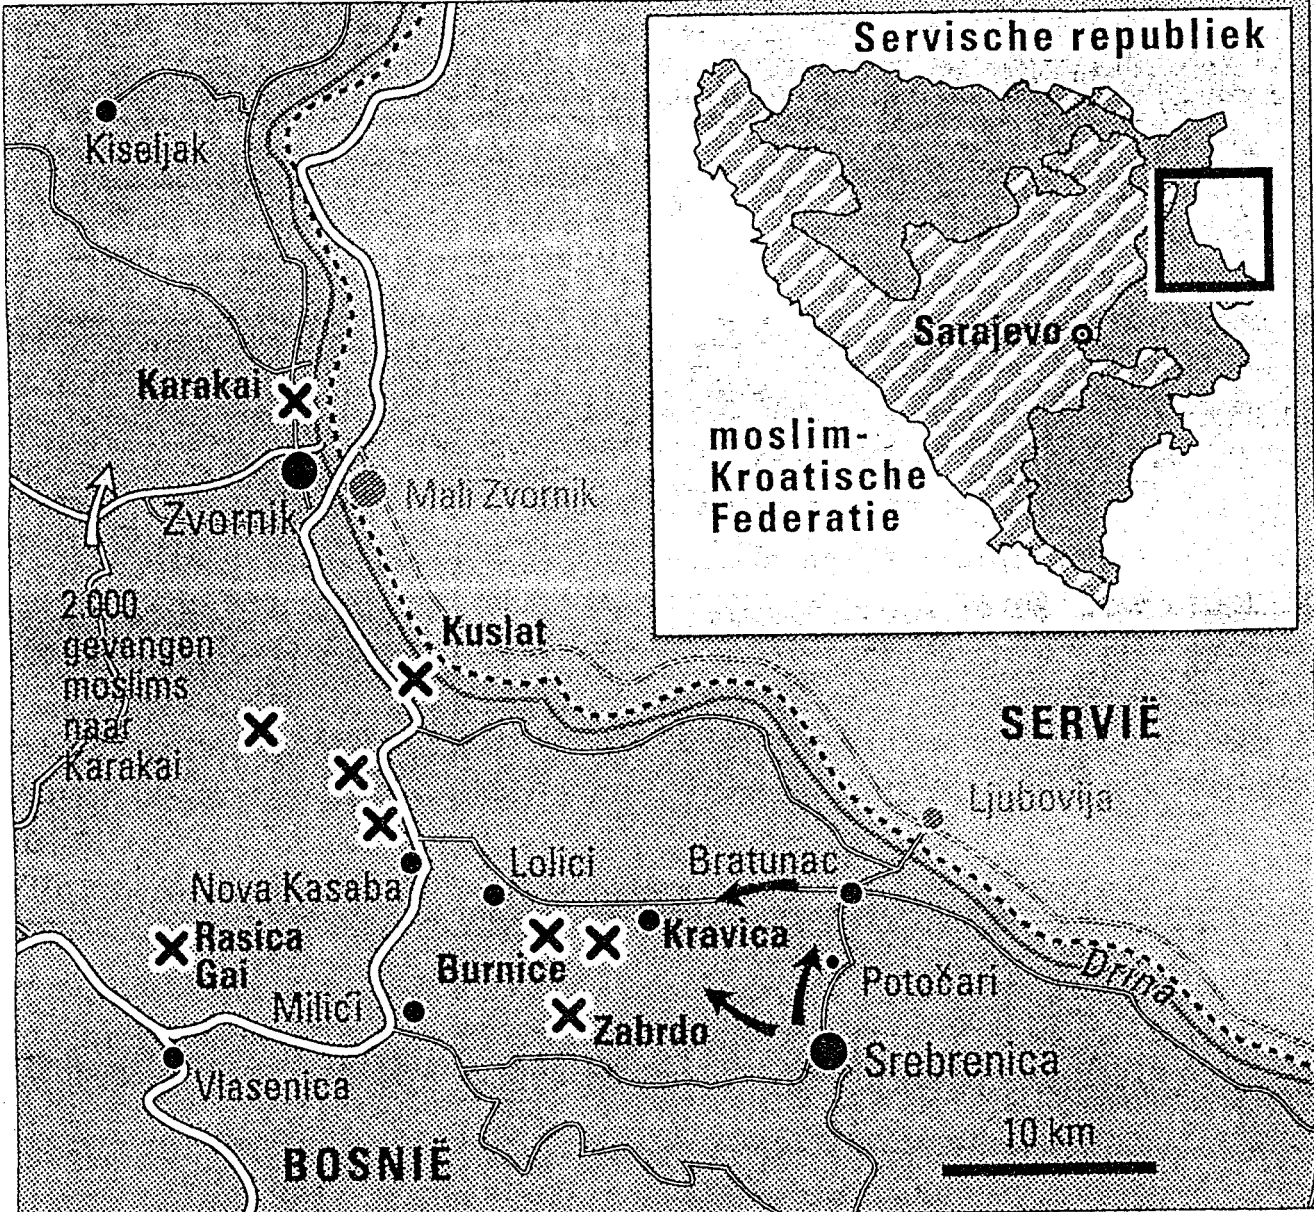 Servische republiek
Sarajevo
moslim-
Kroatische
Federatie
Kiseljak
Karakai
Zvornik
Mali Zvornik
2.000
gevangen
moslims
naar
Karakai
Kuslat
SERVIË
Ljubovija
Lolici
Bratunac
Nova Kasaba
Rasica
Gai
Kravica
Burnice
Potočari
Drina
Milici
Zabrdo
Srebrenica
Vlasenica
10 km
BOSNIË